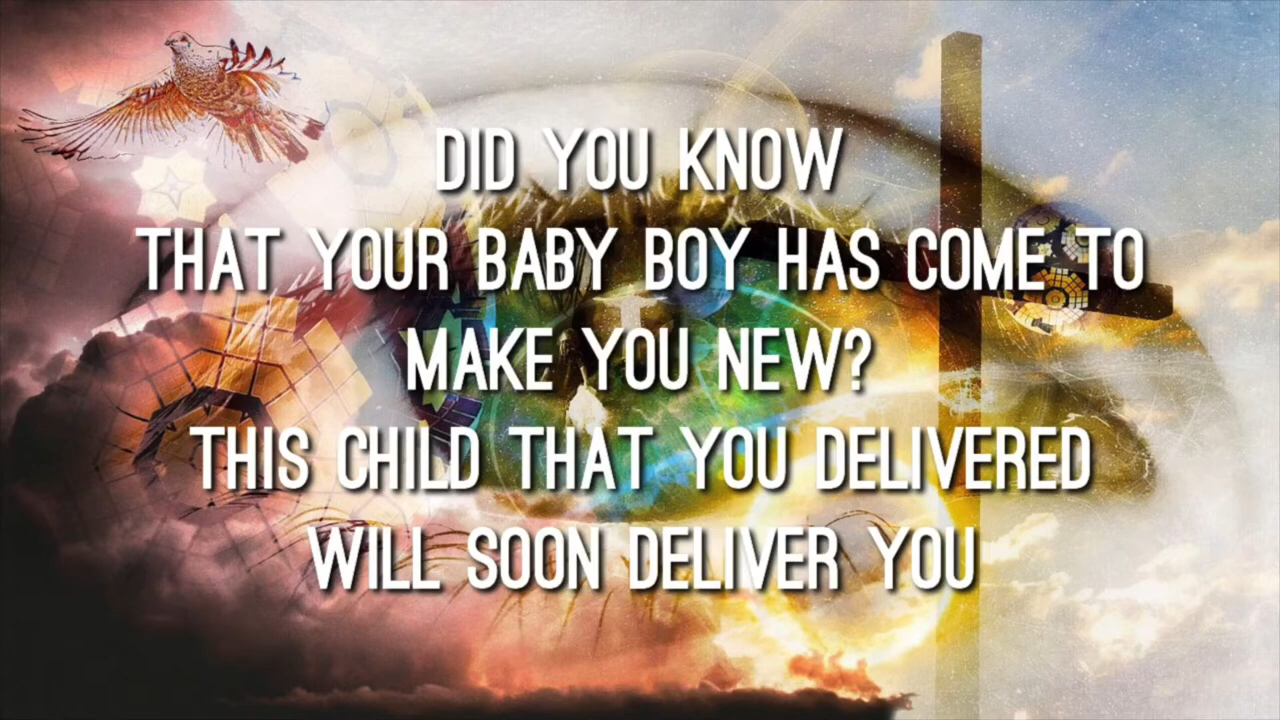 DID YOU KNOW
THAT YOUR BABY BOY HAS COME TO
MAKE YOU NEW?
THIS CHILD THAT YOU DELIVERED
WILL SOON DELIVER YOU